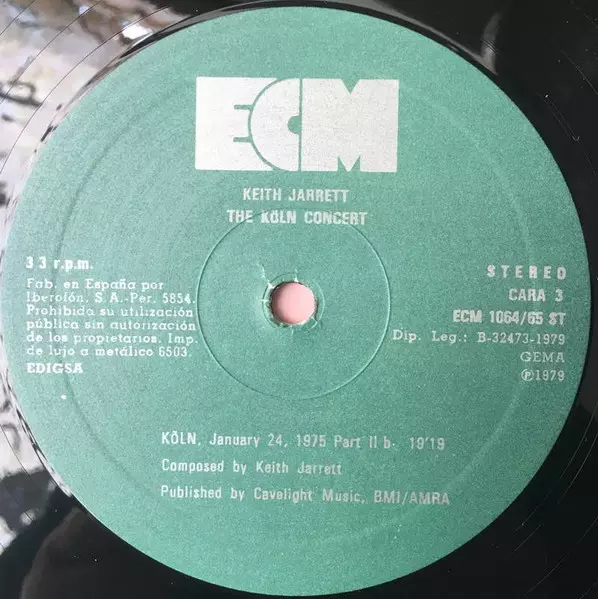 ECM
KEITH JARRETT
THE KÖLN CONCERT
33 r.p.m.
Fab. en España por
Iberofón. S. A.-Per. 5854.
Prohibida su utilización
pública sin autorización
de los propietarios. Imp.
de lujo a metálico 6503.
EDIGSA
STEREO
CARA 3
ECM 1064/65 ST
Dip. Leg.: B-32473-1979
GEMA
℗1979
KÖLN, January 24, 1975 Part II b- 19'19
Composed by Keith Jarrett
Published by Cavelight Music, BMI/AMRA